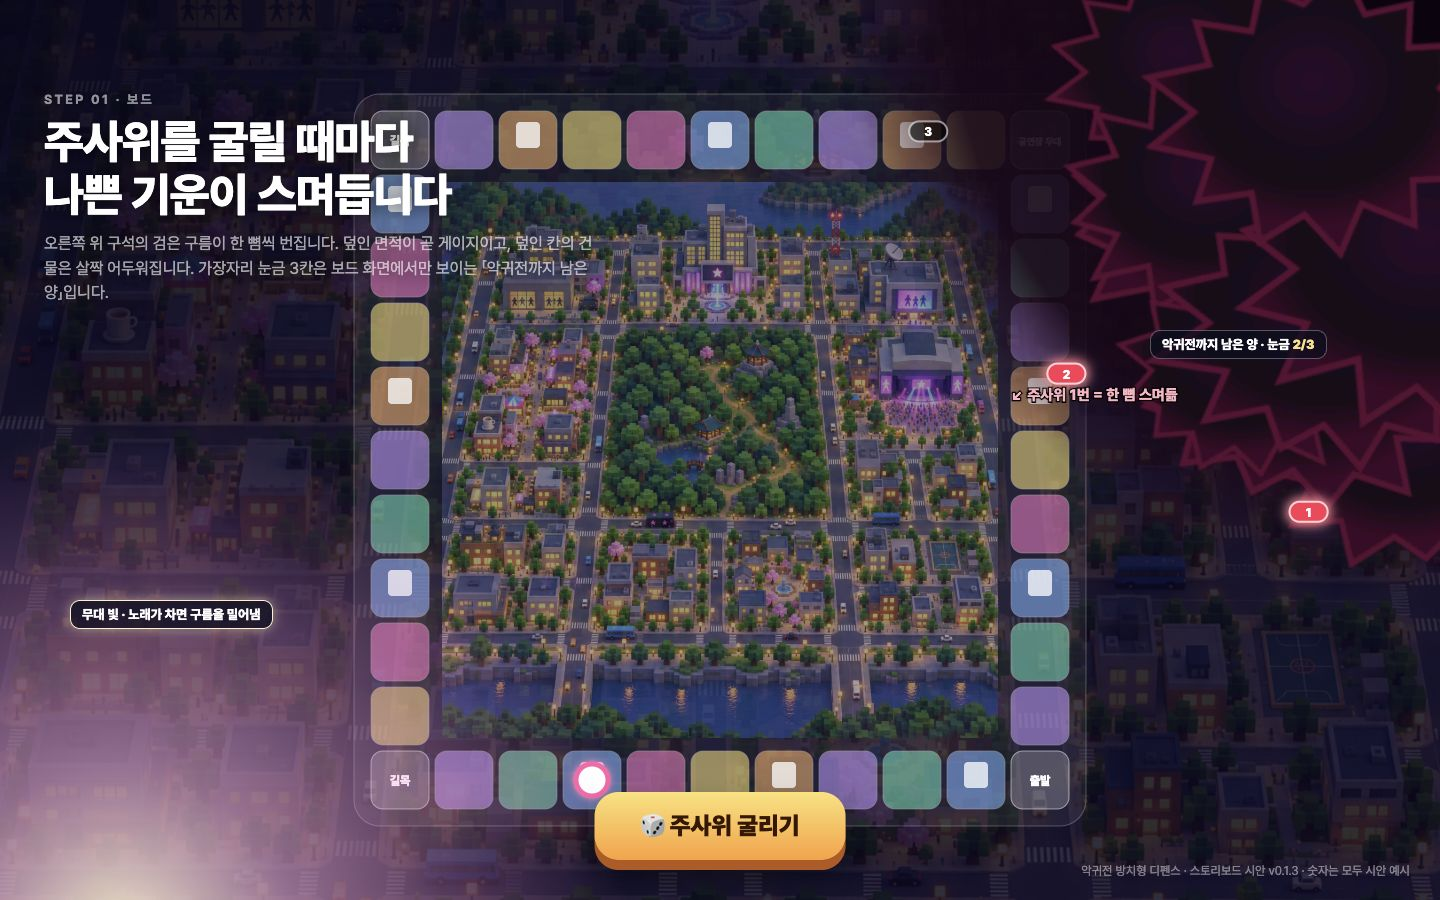 STEP 01 · 보드
주사위를 굴릴 때마다
나쁜 기운이 스며듭니다
오른쪽 위 구석의 검은 구름이 한 뼘씩 번집니다. 덮인 면적이 곧 게이지이고, 덮인 칸의 건
물은 살짝 어두워집니다. 가장자리 눈금 3칸은 보드 화면에서만 보이는 「악귀전까지 남은
양」입니다.
3
공연장 무대
악귀전까지 남은 양 · 눈금 2/3
2
↙ 주사위 1번 = 한 뼘 스며듦
1
무대 빛 · 노래가 차면 구름을 밀어냄
길목
출발
🎲 주사위 굴리기
악귀전 방치형 디펜스 · 스토리보드 시안 v0.1.3 · 숫자는 모두 시안 예시